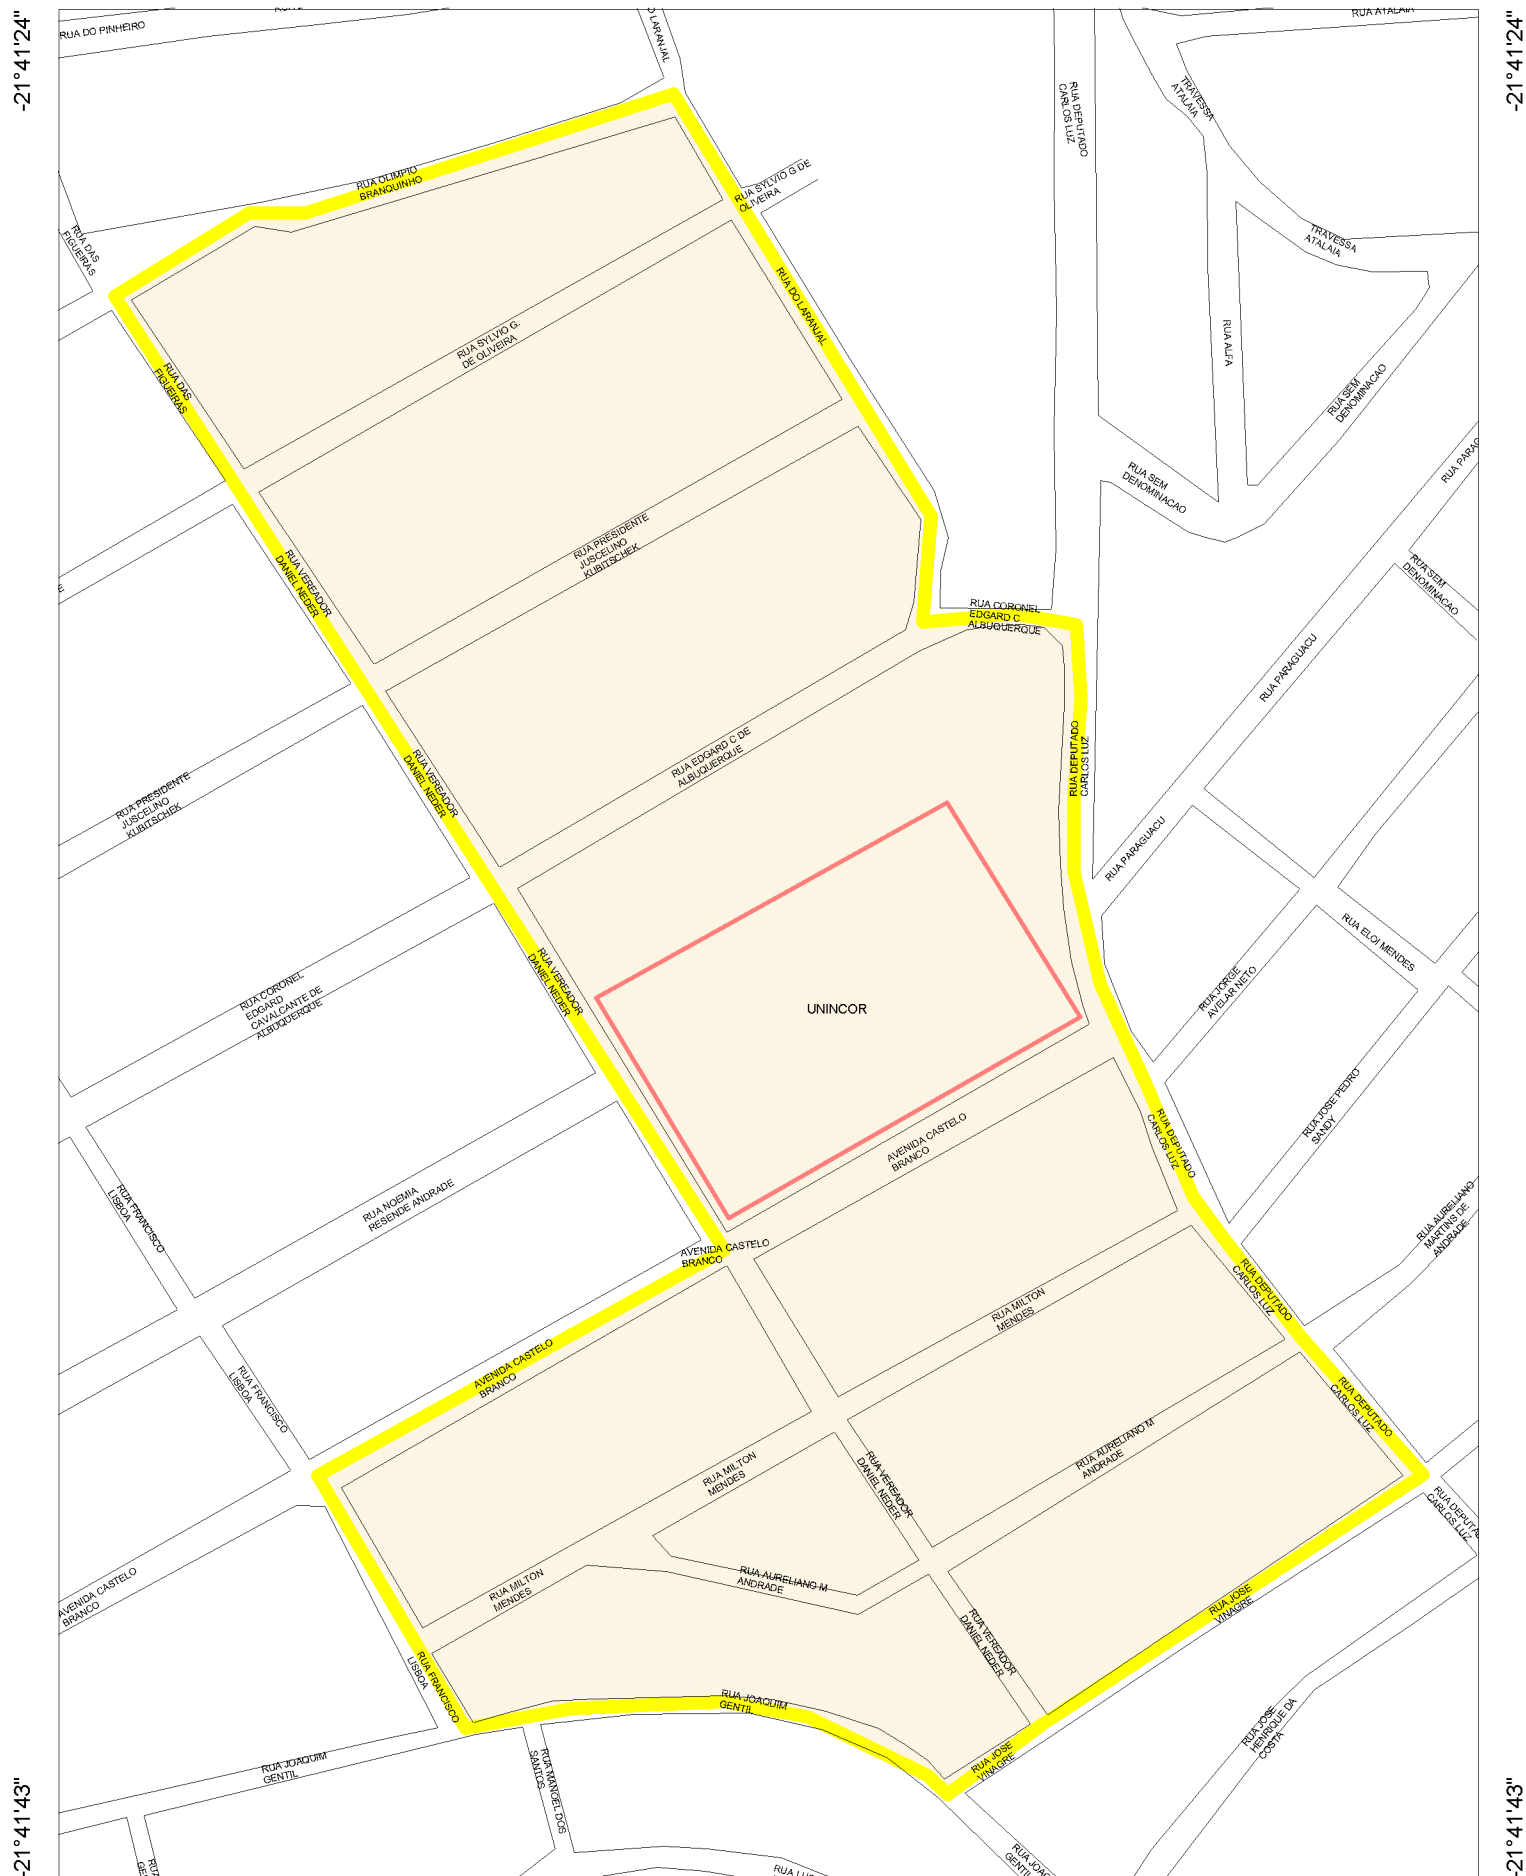 -21°41'24"
-21°41'24"
RUA DO PINHEIRO
RUA ATALAIA
RUA DEPUTADO
CARLOS LUZ
TRAVESSA
ATALAIA
RUA OLIMPIO
BRANQUINHO
RUA SYLVIO G DE
OLIVEIRA
RUA DAS
FIGUEIRAS
TRAVESSA
ATALAIA
RUA DO LARANJAL
RUA SYLVIO G.
DE OLIVEIRA
RUA ALFA
RUA DAS
FIGUEIRAS
RUA SEM
DENOMINACAO
RUA SEM
DENOMINACAO
RUA PARAG
RUA PRESIDENTE
JUSCELINO
KUBITSCHEK
RUA VEREADOR
DANIEL NEDER
RUA SEM
DENOMINACAO
RUA CORONEL
EDGARD C
ALBUQUERQUE
RUA PARAGUACU
RUA EDGARD C DE
ALBUQUERQUE
RUA DEPUTADO
CARLOS LUZ
RUA VEREADOR
DANIEL NEDER
RUA PRESIDENTE
JUSCELINO
KUBITSCHEK
RUA PARAGUACU
RUA ELOI MENDES
RUA VEREADOR
DANIEL NEDER
RUA CORONEL
EDGARD
CAVALCANTE DE
ALBUQUERQUE
UNINCOR
RUA JORGE
AVELAR NETO
RUA JOSE PEDRO
SANDY
AVENIDA CASTELO
BRANCO
RUA DEPUTADO
CARLOS LUZ
RUA FRANCISCO
LISBOA
RUA NOEMIA
RESENDE ANDRADE
RUA AURELIANO
MARTINS DE
ANDRADE
AVENIDA CASTELO
BRANCO
RUA DEPUTADO
CARLOS LUZ
RUA MILTON
MENDES
AVENIDA CASTELO
BRANCO
RUA FRANCISCO
LISBOA
RUA DEPUTADO
CARLOS LUZ
RUA AURELIANO M
ANDRADE
RUA MILTON
MENDES
RUA VEREADOR
DANIEL NEDER
RUA DEPUTA
CARLOS LUZ
RUA MILTON
MENDES
RUA AURELIANO M
ANDRADE
AVENIDA CASTELO
BRANCO
RUA JOSE
VINAGRE
RUA VEREADOR
DANIEL NEDER
RUA FRANCISCO
LISBOA
RUA JOAQUIM
GENTIL
RUA JOSE
HENRIQUE DA
COSTA
RUA JOSE
VINAGRE
RUA JOAQUIM
GENTIL
RUA MANOEL DOS
SANTOS
-21°41'43"
-21°41'43"
RUA JOAQ
GENTIL